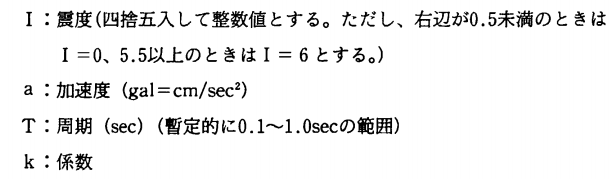 I：震度(四捨五入して整数値とする。ただし、右辺が0.5未満のときは
I＝0、5.5以上のときはI＝6とする。)
a：加速度 (gal＝cm/sec²)
T：周期 (sec) (暫定的に0.1〜1.0secの範囲)
k：係数